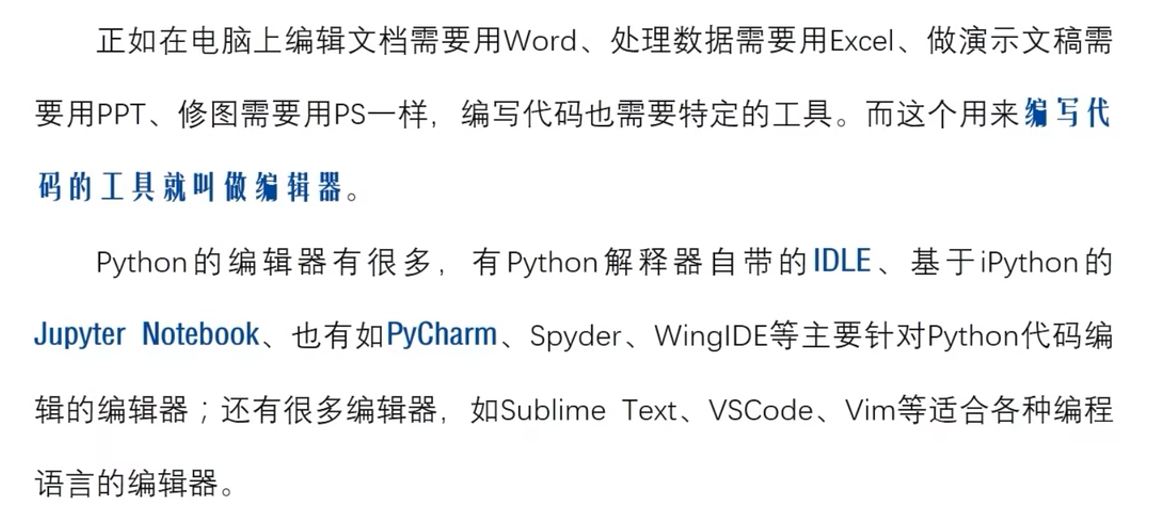 正如在电脑上编辑文档需要用Word、处理数据需要用Excel、做演示文稿需
要用PPT、修图需要用PS一样，编写代码也需要特定的工具。而这个用来编写代
码的工具就叫做编辑器。
Python的编辑器有很多，有Python解释器自带的IDLE、基于iPython的
Jupyter Notebook、也有如PyCharm、Spyder、WingIDE等主要针对Python代码编
辑的编辑器；还有很多编辑器，如Sublime Text、VSCode、Vim等适合各种编程
语言的编辑器。